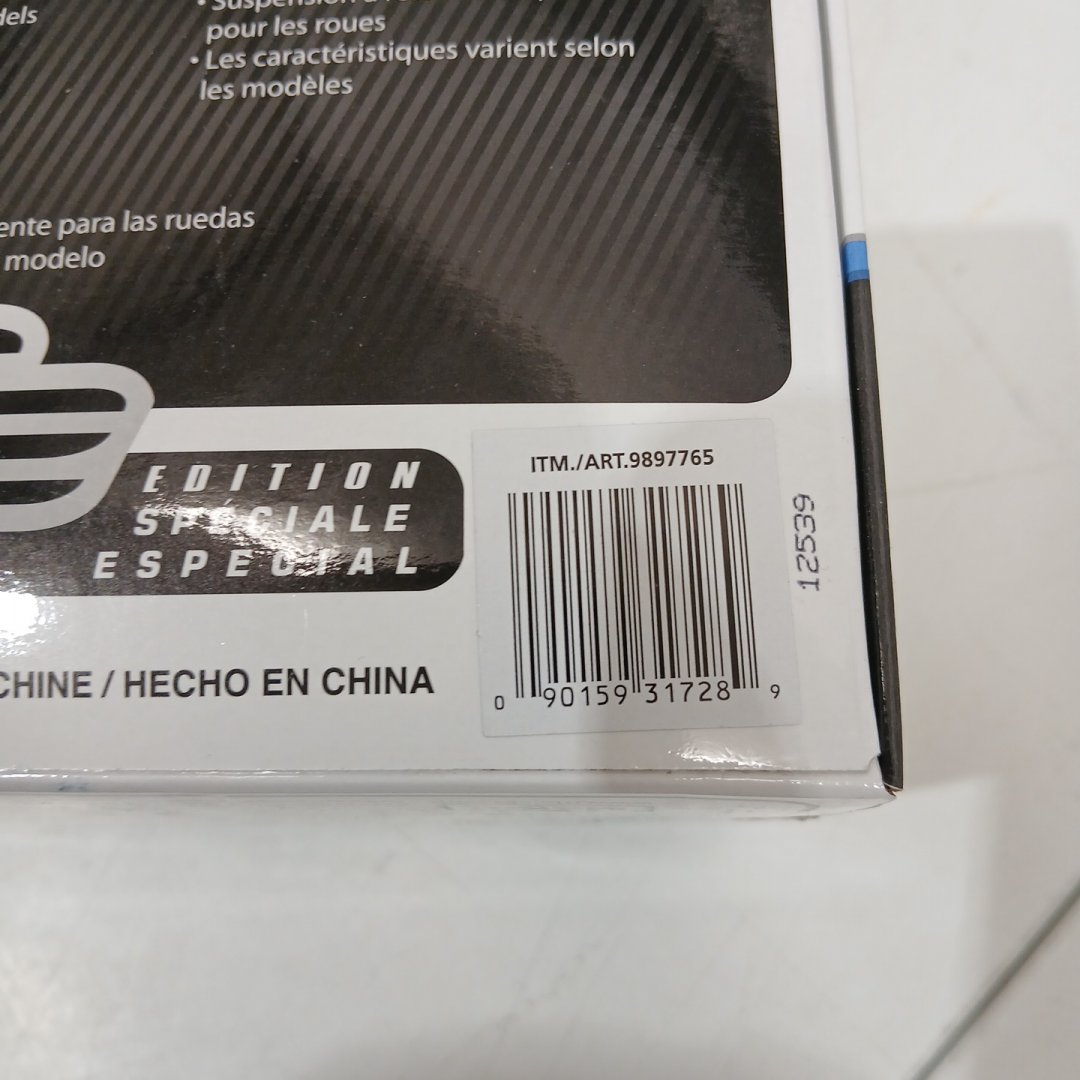 dels
• Suspension
pour les roues
• Les caractéristiques varient selon
les modèles
ente para las ruedas
modelo
EDITION
SPÉCIALE
ESPECIAL
CHINE / HECHO EN CHINA
ITM./ART.9897765
0 90159 31728 9
12539